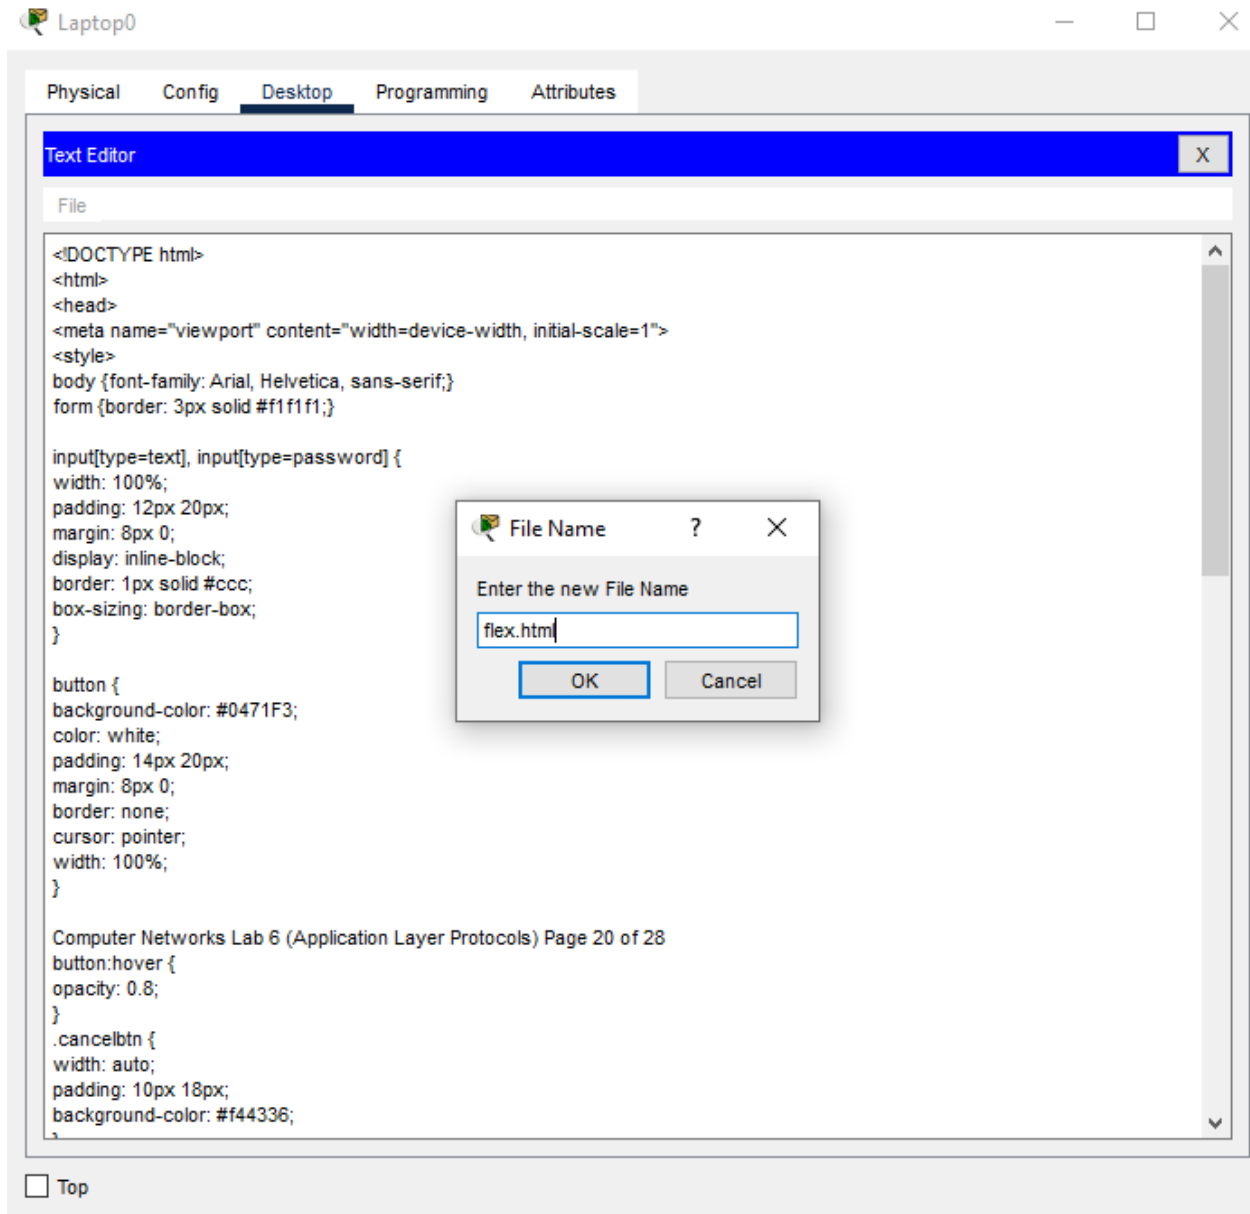 Laptop0
Physical Config Desktop Programming Attributes
Text Editor X
File
<!DOCTYPE html>
<html>
<head>
<meta name="viewport" content="width=device-width, initial-scale=1">
<style>
body {font-family: Arial, Helvetica, sans-serif;}
form {border: 3px solid #f1f1f1;}
input[type=text], input[type=password] {
width: 100%;
padding: 12px 20px;
margin: 8px 0;
display: inline-block;
border: 1px solid #ccc;
box-sizing: border-box;
}
button {
background-color: #0471F3;
color: white;
padding: 14px 20px;
margin: 8px 0;
border: none;
cursor: pointer;
width: 100%;
}
Computer Networks Lab 6 (Application Layer Protocols) Page 20 of 28
button:hover {
opacity: 0.8;
}
.cancelbtn {
width: auto;
padding: 10px 18px;
background-color: #f44336;
File Name ?
Enter the new File Name
flex.html
OK Cancel
Top